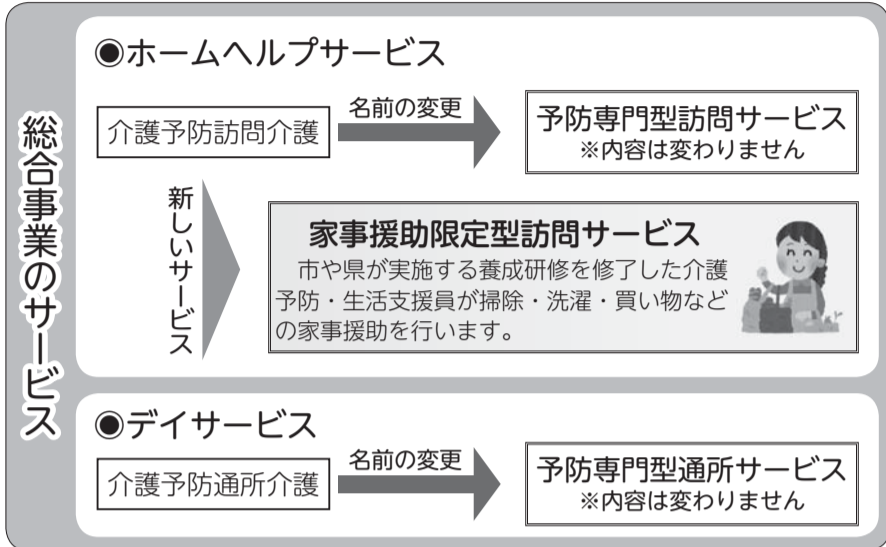 総合事業のサービス
◉ホームヘルプサービス
介護予防訪問介護
名前の変更
予防専門型訪問サービス
※内容は変わりません
新しいサービス
家事援助限定型訪問サービス
市や県が実施する養成研修を修了した介護
予防・生活支援員が掃除・洗濯・買い物など
の家事援助を行います。
◉デイサービス
介護予防通所介護
名前の変更
予防専門型通所サービス
※内容は変わりません